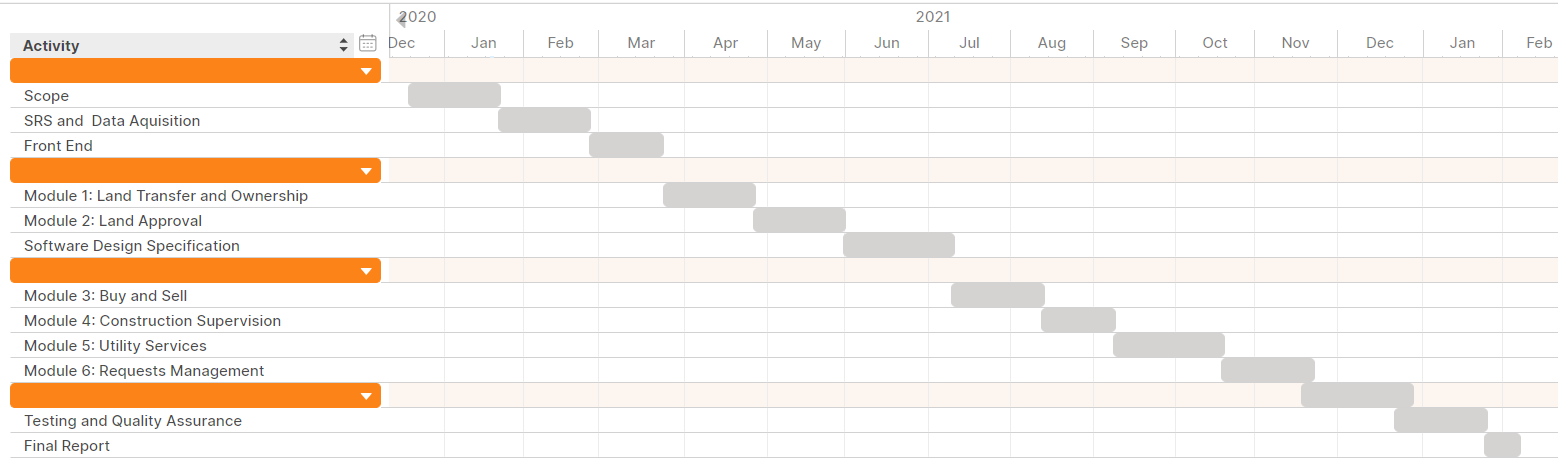 2020 2021
Activity Dec Jan Feb Mar Apr May Jun Jul Aug Sep Oct Nov Dec Jan Feb
Scope
SRS and Data Aquisition
Front End
Module 1: Land Transfer and Ownership
Module 2: Land Approval
Software Design Specification
Module 3: Buy and Sell
Module 4: Construction Supervision
Module 5: Utility Services
Module 6: Requests Management
Testing and Quality Assurance
Final Report